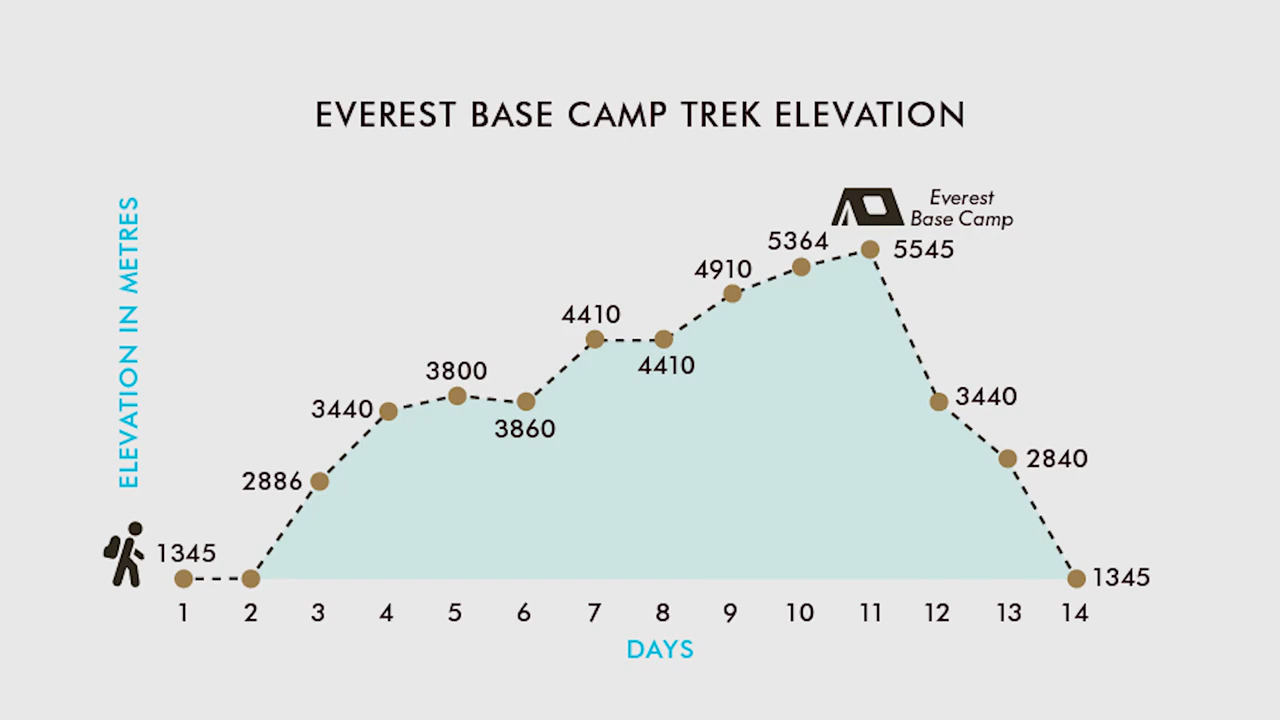 EVEREST BASE CAMP TREK ELEVATION
ELEVATION IN METRES
Everest
Base Camp
1345
2886
3440
3800
3860
4410
4410
4910
5364
5545
3440
2840
1345
1 2 3 4 5 6 7 8 9 10 11 12 13 14
DAYS